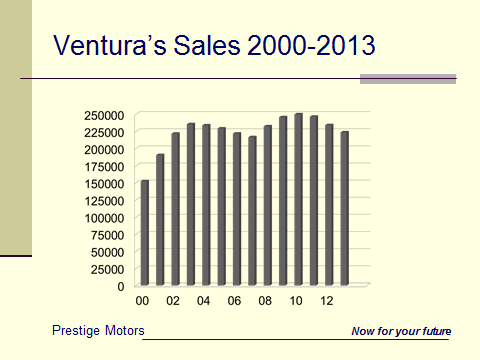 Ventura's Sales 2000-2013
250000
225000
200000
175000
150000
125000
100000
75000
50000
25000
0
00 02 04 06 08 10 12
Prestige Motors
Now for your future